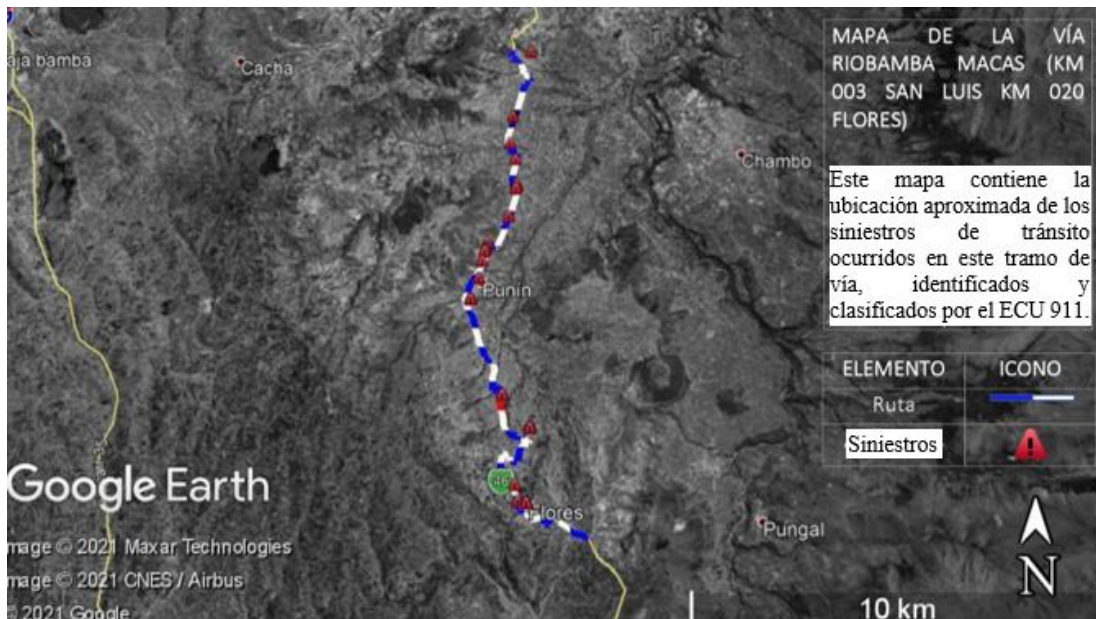 MAPA DE LA VÍA
RIOBAMBA MACAS (KM
003 SAN LUIS KM 020
FLORES)
Este mapa contiene la
ubicación aproximada de los
siniestros de tránsito
ocurridos en este tramo de
vía, identificados y
clasificados por el ECU 911.
ELEMENTO ICONO
Ruta
Siniestros
aja bamba
Cacha
Chambo
Punin
46
Flores
Pungal
Google Earth
mage © 2021 Maxar Technologies
mage © 2021 CNES / Airbus
© 2021 Google
N
10 km